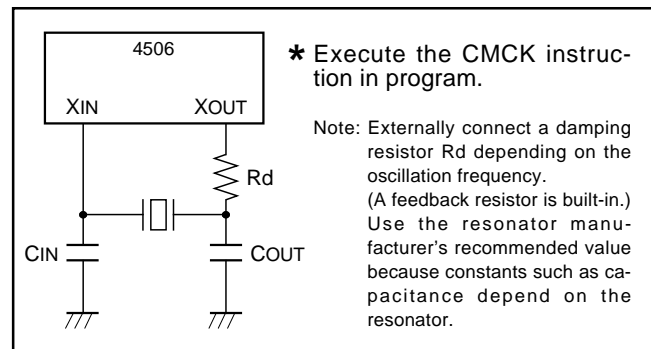 4506
XIN
XOUT
Rd
CIN
COUT
* Execute the CMCK instruc-
tion in program.
Note: Externally connect a damping
resistor Rd depending on the
oscillation frequency.
(A feedback resistor is built-in.)
Use the resonator manu-
facturer's recommended value
because constants such as ca-
pacitance depend on the
resonator.